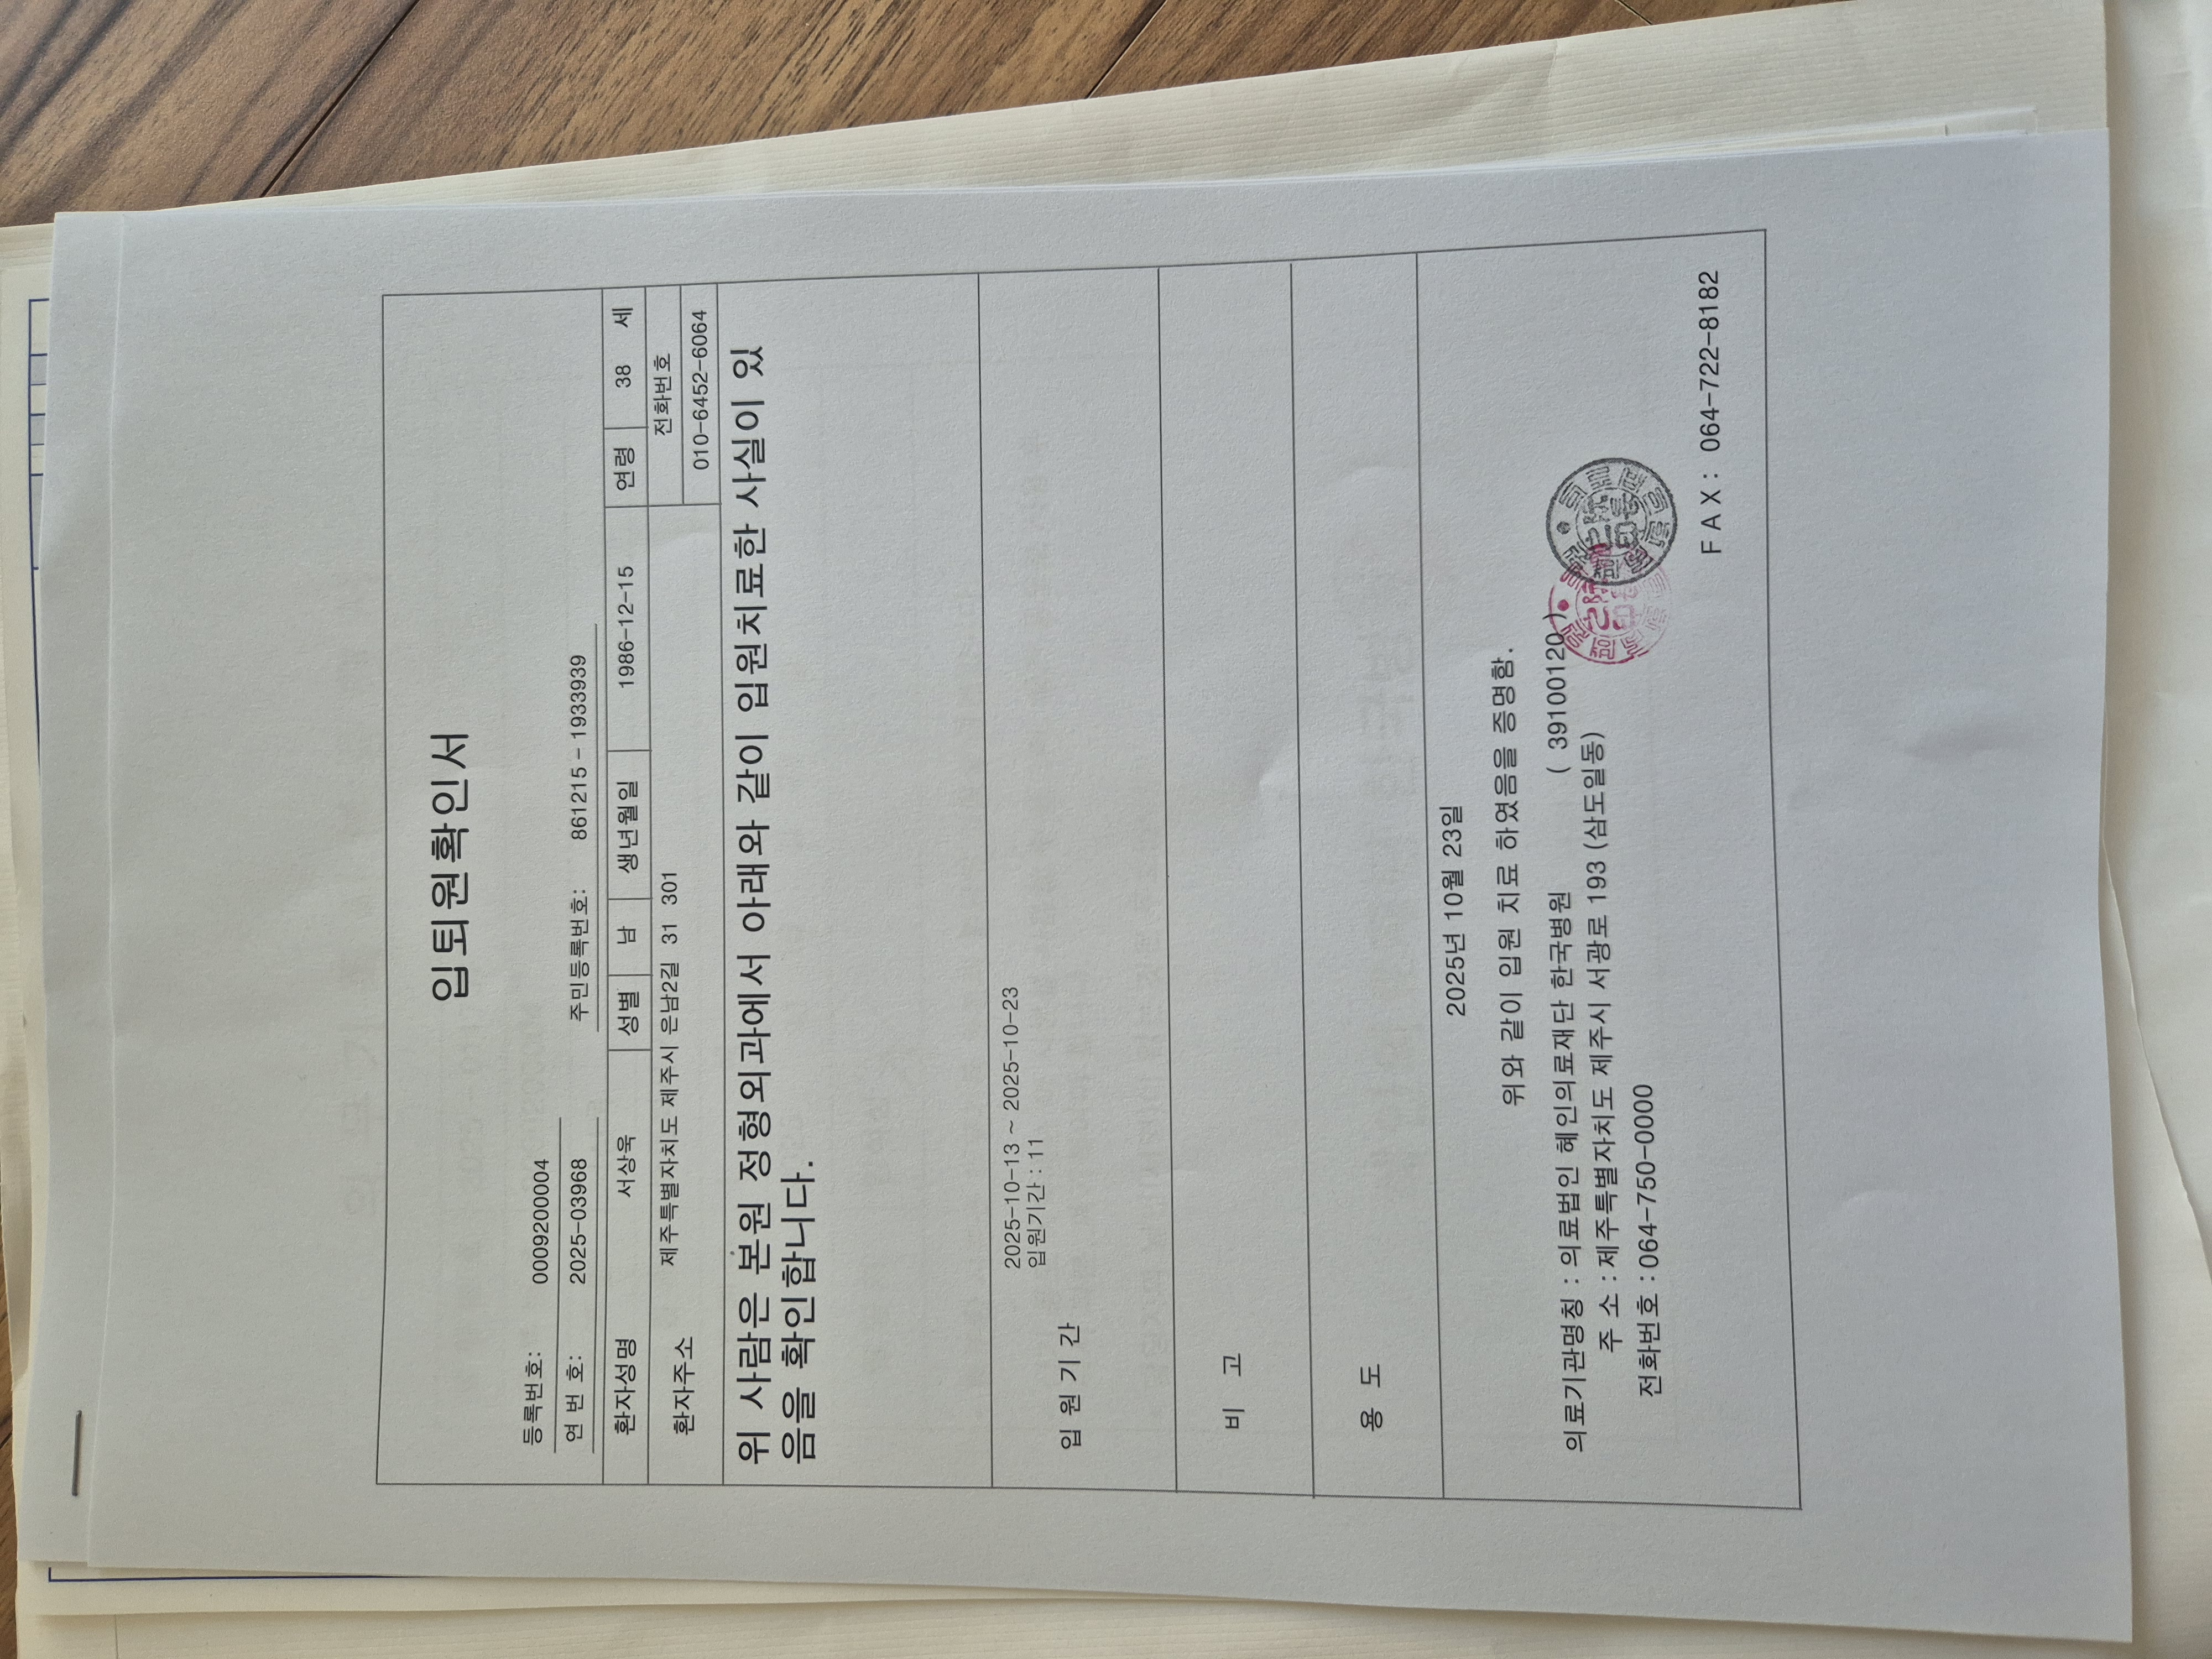 입퇴원확인서
등록번호: 0009200004
연 번 호: 2025-03968 주민등록번호: 861215 - 1933939
환자성명 서상욱 성별 남 생년월일 1986-12-15 연령 38 세
환자주소 제주특별자치도 제주시 은남2길 31 301 전화번호
010-6452-6064
위 사람은 본원 정형외과에서 아래와 같이 입원치료한 사실이 있
음을 확인합니다.
입 원 기 간 2025-10-13 ~ 2025-10-23
입원기간 : 11
비 고
용 도
2025년 10월 23일
위와 같이 입원 치료 하였음을 증명함.
의료기관명칭 : 의료법인 혜인의료재단 한국병원 ( 39100120 )
주 소 : 제주특별자치도 제주시 서광로 193 (삼도일동)
전화번호 : 064-750-0000 FAX : 064-722-8182